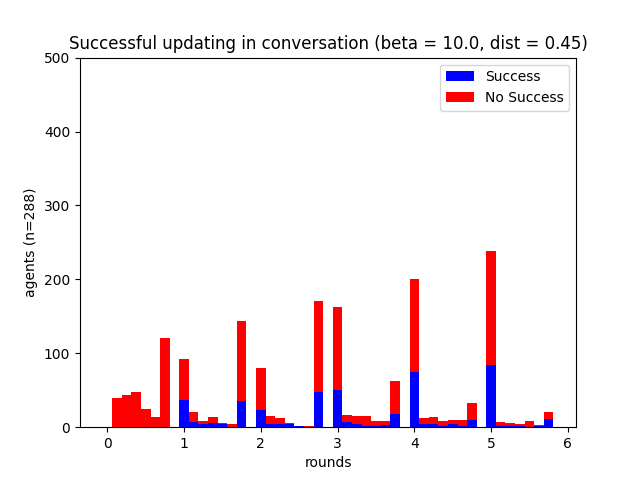 Successful updating in conversation (beta = 10.0, dist = 0.45)
500
400
300
200
100
0
agents (n=288)
Success
No Success
0 1 2 3 4 5 6
rounds